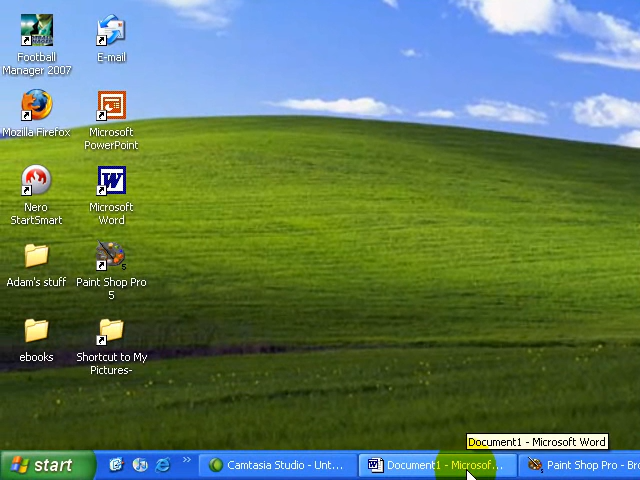 Football
Manager 2007
E-mail
Mozilla Firefox
Microsoft
PowerPoint
Nero
StartSmart
Microsoft
Word
Adam's stuff
Paint Shop Pro
5
ebooks
Shortcut to My
Pictures-
Document1 - Microsoft Word
start
Camtasia Studio - Unt...
Document1 - Microsof...
Paint Shop Pro - Bro